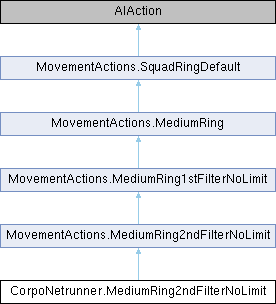 AIAction
MovementActions.SquadRingDefault
MovementActions.MediumRing
MovementActions.MediumRing1stFilterNoLimit
MovementActions.MediumRing2ndFilterNoLimit
CorpoNetrunner.MediumRing2ndFilterNoLimit